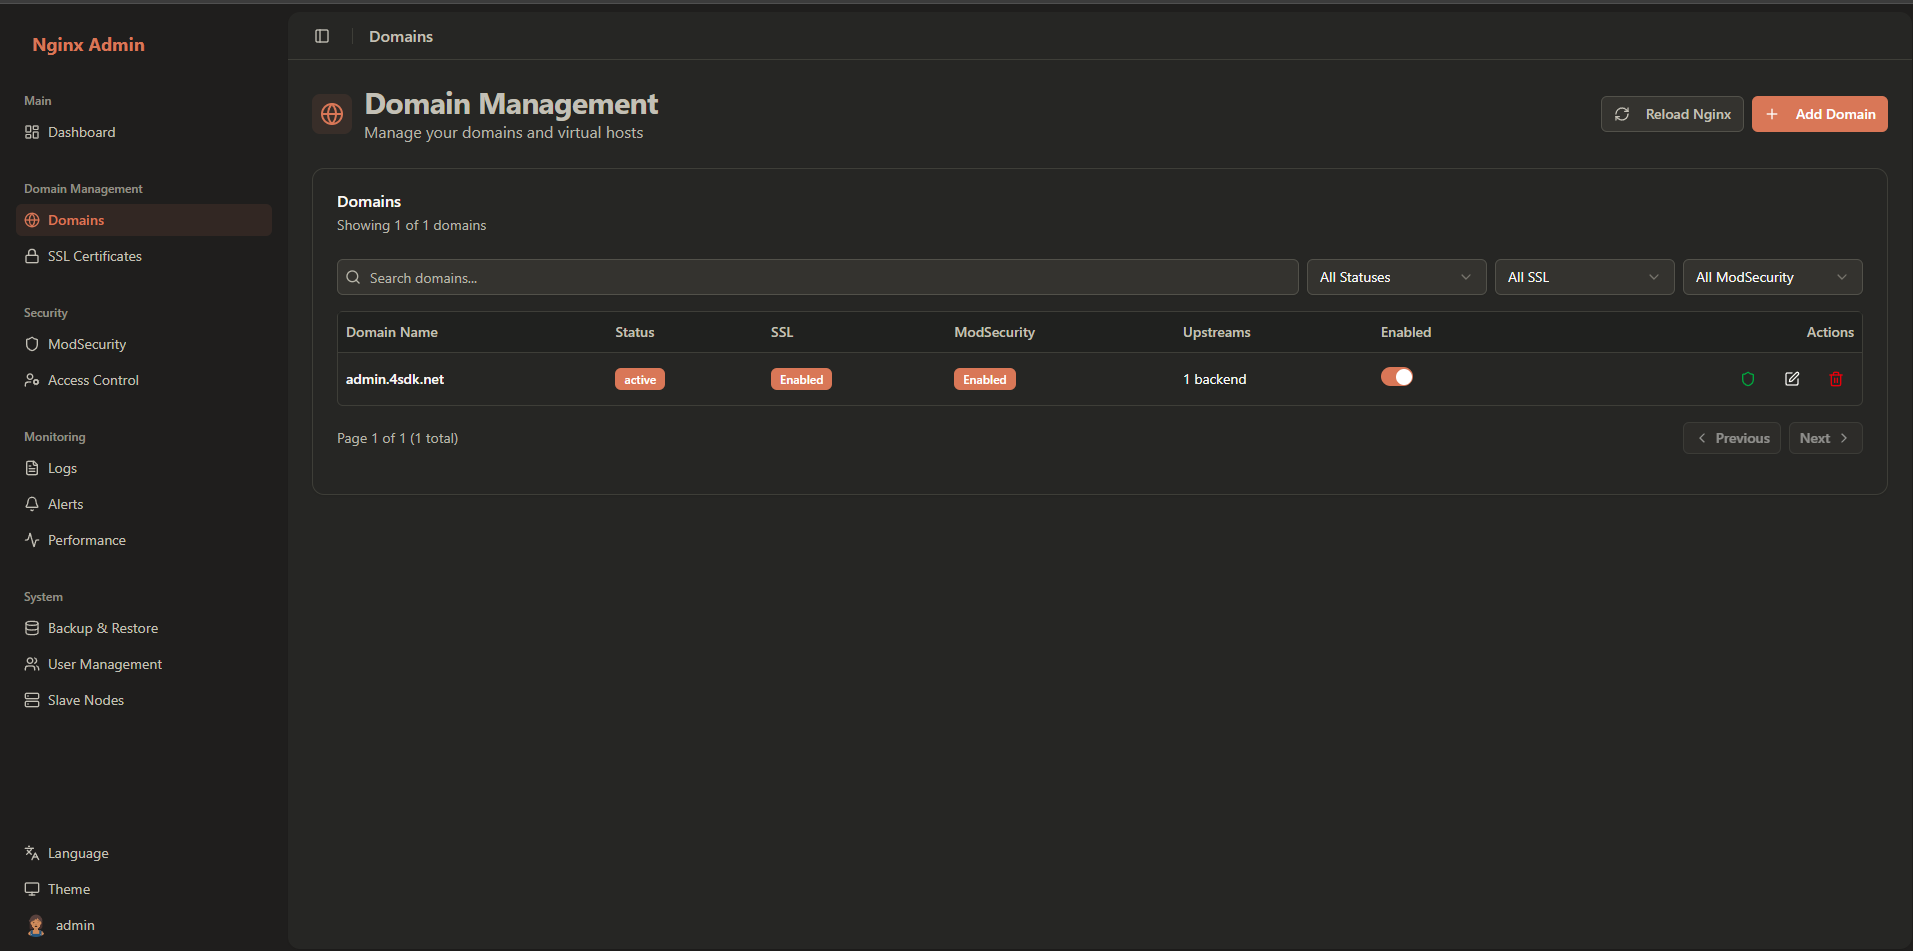 Nginx Admin
Main
Dashboard
Domain Management
Domains
SSL Certificates
Security
ModSecurity
Access Control
Monitoring
Logs
Alerts
Performance
System
Backup & Restore
User Management
Slave Nodes
Language
Theme
admin
Domains
Domain Management
Manage your domains and virtual hosts
Reload Nginx
Add Domain
Domains
Showing 1 of 1 domains
Search domains...
All Statuses
All SSL
All ModSecurity
Domain Name Status SSL ModSecurity Upstreams Enabled Actions
admin.4sdk.net active Enabled Enabled 1 backend
Page 1 of 1 (1 total)
Previous
Next